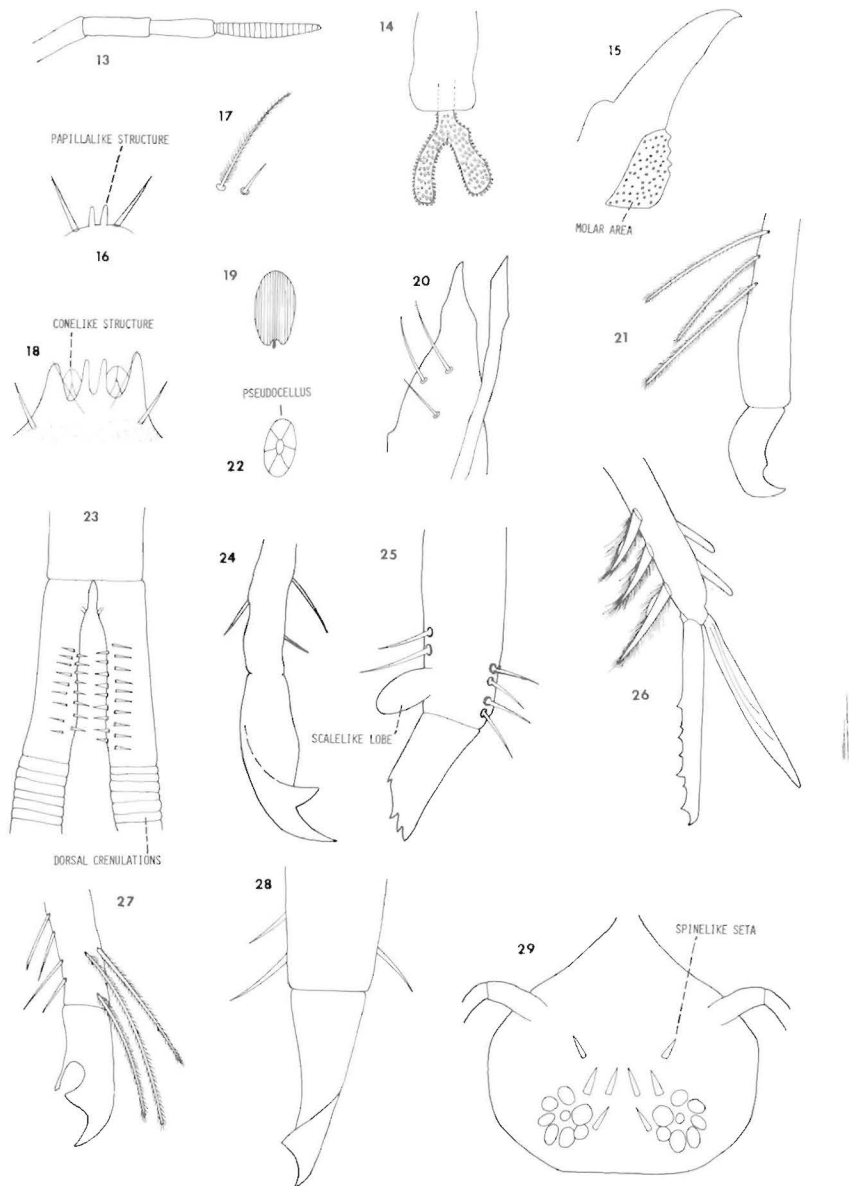 13
14
15
17
PAPILLALIKE STRUCTURE
MOLAR AREA
16
19
20
18
CONELIKE STRUCTURE
21
PSEUDOCELLUS
22
23
24
25
26
SCALELIKE LOBE
DORSAL CRENULATIONS
27
28
29
SPINELIKE SETA